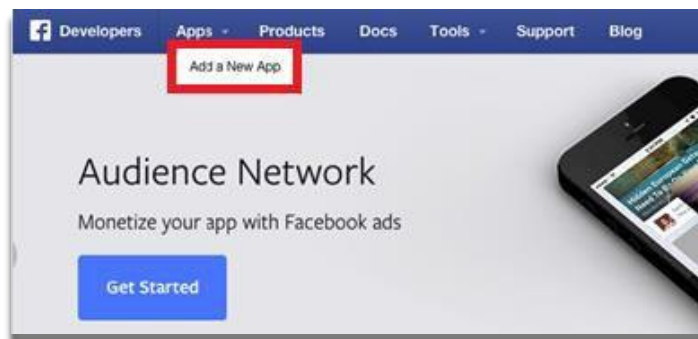 Developers Apps Products Docs Tools Support Blog
Add a New App
Audience Network
Monetize your app with Facebook ads
Get Started